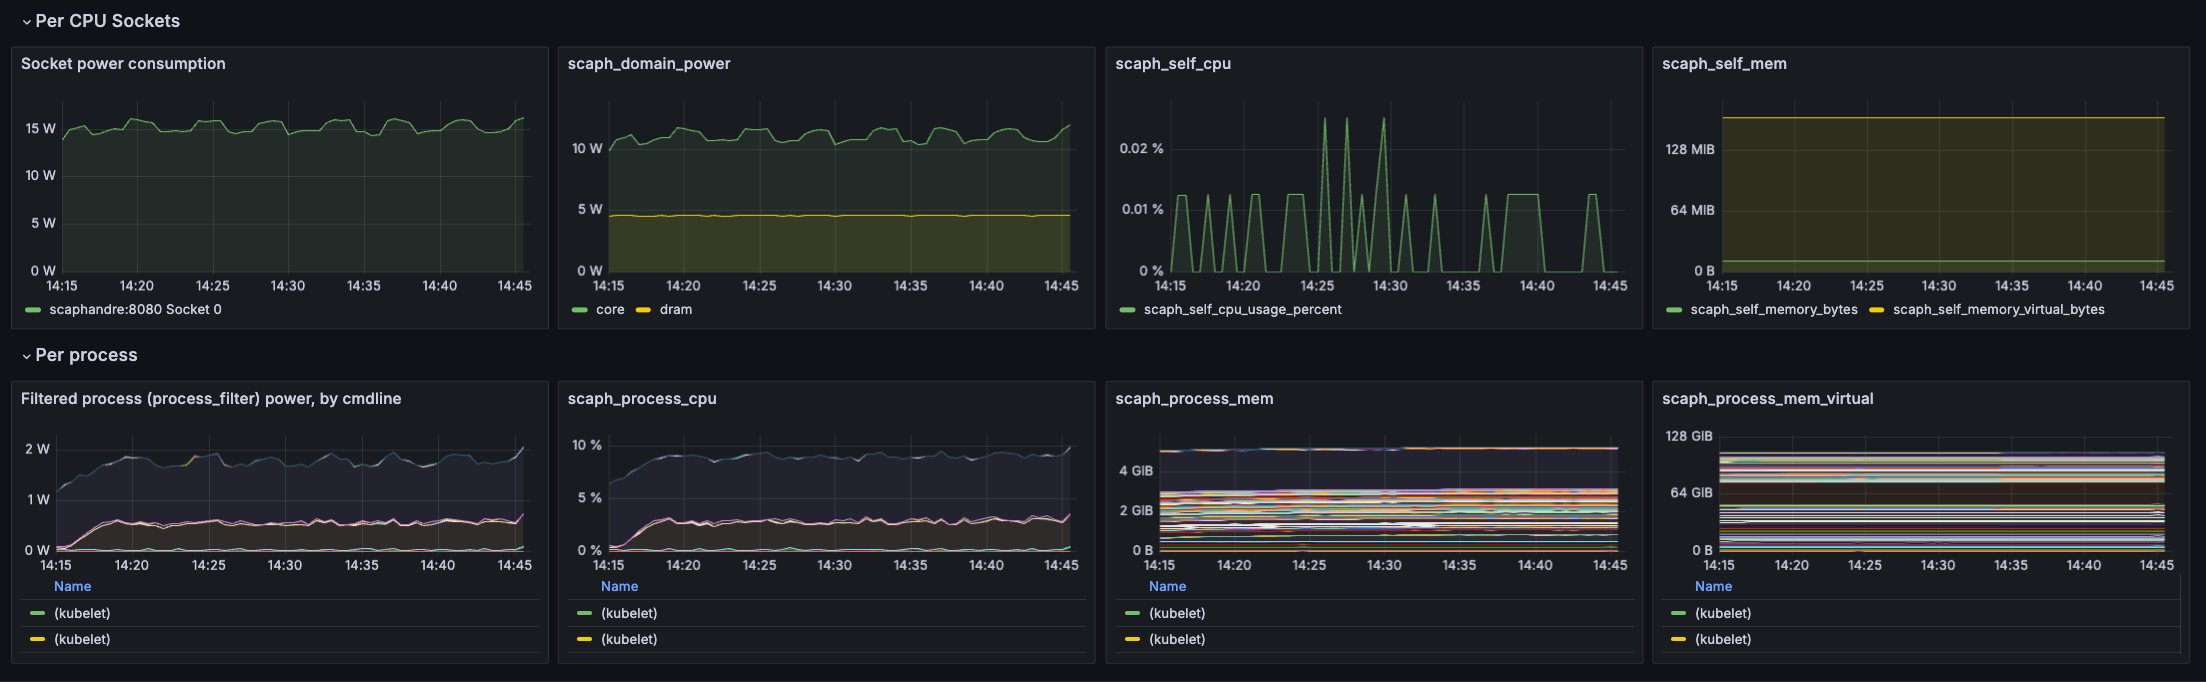 Per CPU Sockets
Socket power consumption
15 W
10 W
5 W
0 W
14:15 14:20 14:25 14:30 14:35 14:40 14:45
scaphandre:8080 Socket 0
scaph_domain_power
10 W
5 W
0 W
14:15 14:20 14:25 14:30 14:35 14:40 14:45
core dram
scaph_self_cpu
0.02 %
0.01 %
0 %
14:15 14:20 14:25 14:30 14:35 14:40 14:45
scaph_self_cpu_usage_percent
scaph_self_mem
128 MiB
64 MiB
0 B
14:15 14:20 14:25 14:30 14:35 14:40 14:45
scaph_self_memory_bytes scaph_self_memory_virtual_bytes
Per process
Filtered process (process_filter) power, by cmdline
2 W
1 W
0 W
14:15 14:20 14:25 14:30 14:35 14:40 14:45
Name
(kubelet)
(kubelet)
scaph_process_cpu
10 %
5 %
0 %
14:15 14:20 14:25 14:30 14:35 14:40 14:45
Name
(kubelet)
(kubelet)
scaph_process_mem
4 GiB
2 GiB
0 B
14:15 14:20 14:25 14:30 14:35 14:40 14:45
Name
(kubelet)
(kubelet)
scaph_process_mem_virtual
128 GiB
64 GiB
0 B
14:15 14:20 14:25 14:30 14:35 14:40 14:45
Name
(kubelet)
(kubelet)